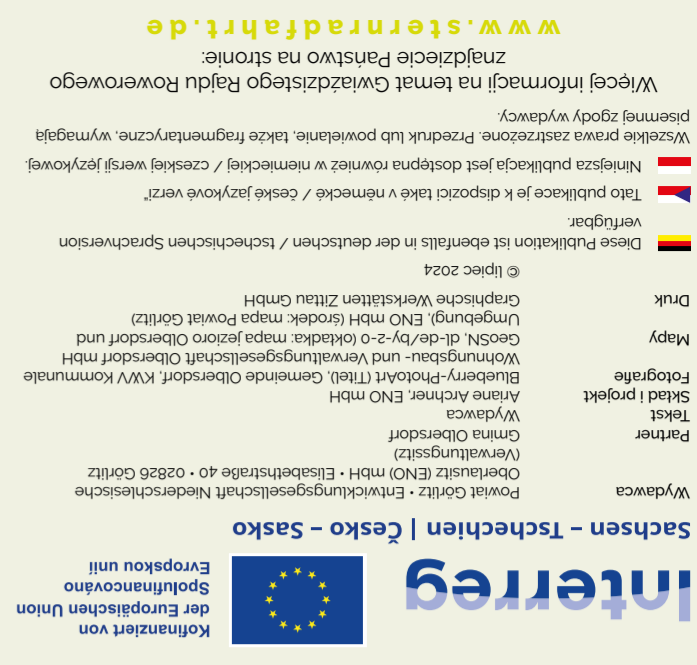 Interreg
Kofinanziert von
der Europäischen Union
Spolufinancováno
Evropskou unií
Sachsen – Tschechien | Česko – Sasko
Wydawca Powiat Görlitz • Entwicklungsgesellschaft Niederschlesische
Oberlausitz (ENO) mbH • Elisabethstraße 40 • 02826 Görlitz
(Verwaltungssitz)
Partner Gmina Olbersdorf
Tekst Wydawca
Skład i projekt Ariane Archner, ENO mbH
Fotografie Blueberry-PhotoArt (Titel), Gemeinde Olbersdorf, KWV Kommunale
Wohnungsbau- und Verwaltungsgesellschaft Olbersdorf mbH
Mapy GeoSN, dl-de/by-2-0 (okładka: mapa jezioro Olbersdorf und
Umgebung), ENO mbH (środek: mapa Powiat Görlitz)
Druk Graphische Werkstätten Zittau GmbH
© lipiec 2024
Diese Publikation ist ebenfalls in der deutschen / tschechischen Sprachversion
verfügbar.
Tato publikace je k dispozici také v německé / české jazykové verzi"
Niniejsza publikacja jest dostępna również w niemieckiej / czeskiej wersji językowej.
Wszelkie prawa zastrzeżone. Przedruk lub powielanie, także fragmentaryczne, wymagają
pisemnej zgody wydawcy.
Więcej informacji na temat Gwiaździstego Rajdu Rowerowego
znajdziecie Państwo na stronie:
www.sternradfahrt.de